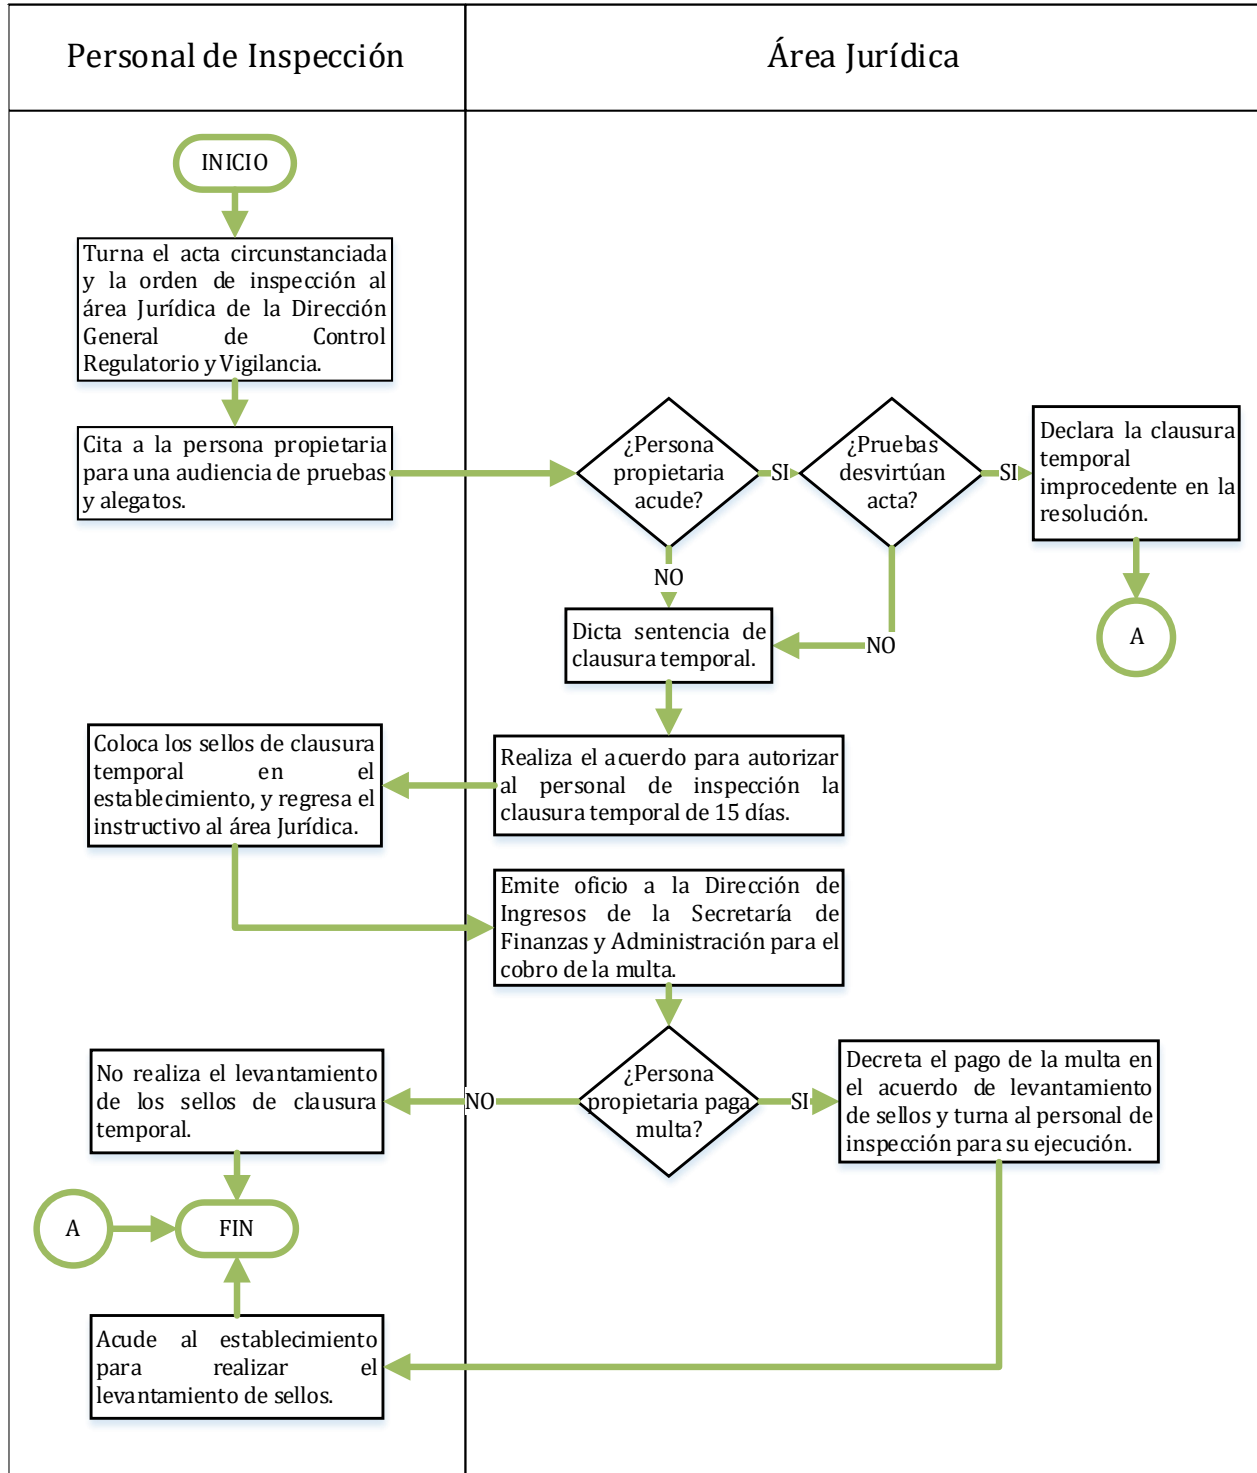 Personal de Inspección
Área Jurídica
INICIO
Turna el acta circunstanciada
y la orden de inspección al
área Jurídica de la Dirección
General de Control
Regulatorio y Vigilancia.
Cita a la persona propietaria
para una audiencia de pruebas
y alegatos.
¿Persona
propietaria
acude?
SI
¿Pruebas
desvirtúan
acta?
SI
Declara la clausura
temporal
improcedente en la
resolución.
NO
NO
A
Dicta sentencia de
clausura temporal.
Realiza el acuerdo para autorizar
al personal de inspección la
clausura temporal de 15 días.
Coloca los sellos de clausura
temporal en el
establecimiento, y regresa el
instructivo al área Jurídica.
Emite oficio a la Dirección de
Ingresos de la Secretaría de
Finanzas y Administración para el
cobro de la multa.
¿Persona
propietaria paga
multa?
NO
SI
No realiza el levantamiento
de los sellos de clausura
temporal.
Decreta el pago de la multa en
el acuerdo de levantamiento
de sellos y turna al personal de
inspección para su ejecución.
A
FIN
Acude al establecimiento
para realizar el
levantamiento de sellos.